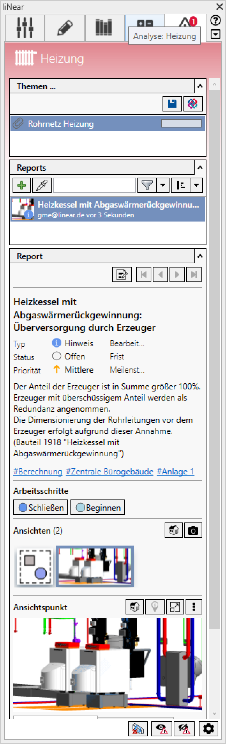 liNear
1
Analyse: Heizung
Heizung
Themen ...
Rohrnetz Heizung
Reports
Heizkessel mit Abgaswärmerückgewinnu...
gme@linear.de vor 3 Sekunden
Report
Heizkessel mit
Abgaswärmerückgewinnung:
Überversorgung durch Erzeuger
Typ Hinweis Bearbeit...
Status Offen Frist
Priorität Mittlere Meilenst...
Der Anteil der Erzeuger ist in Summe größer 100%.
Erzeuger mit überschüssigem Anteil werden als
Redundanz angenommen.
Die Dimensionierung der Rohrleitungen vor dem
Erzeuger erfolgt aufgrund dieser Annahme.
(Bauteil 1918 "Heizkessel mit
Abgaswärmerückgewinnung")
#Berechnung #Zentrale Bürogebäude #Anlage 1
Arbeitsschritte
Schließen Beginnen
Ansichten (2)
Ansichtspunkt